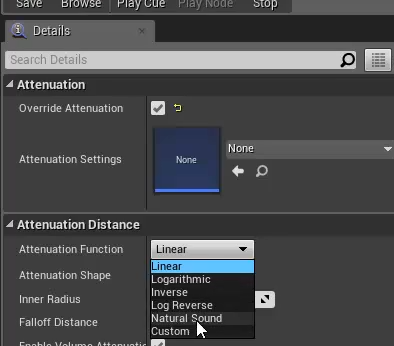 Save Browse Play Cue Play Node Stop
Details
Search Details
Attenuation
Override Attenuation
Attenuation Settings None None
Attenuation Distance
Attenuation Function Linear
Linear
Attenuation Shape Logarithmic
Inverse
Inner Radius Log Reverse
Falloff Distance Natural Sound
Custom
Enable Volume Attenuatio